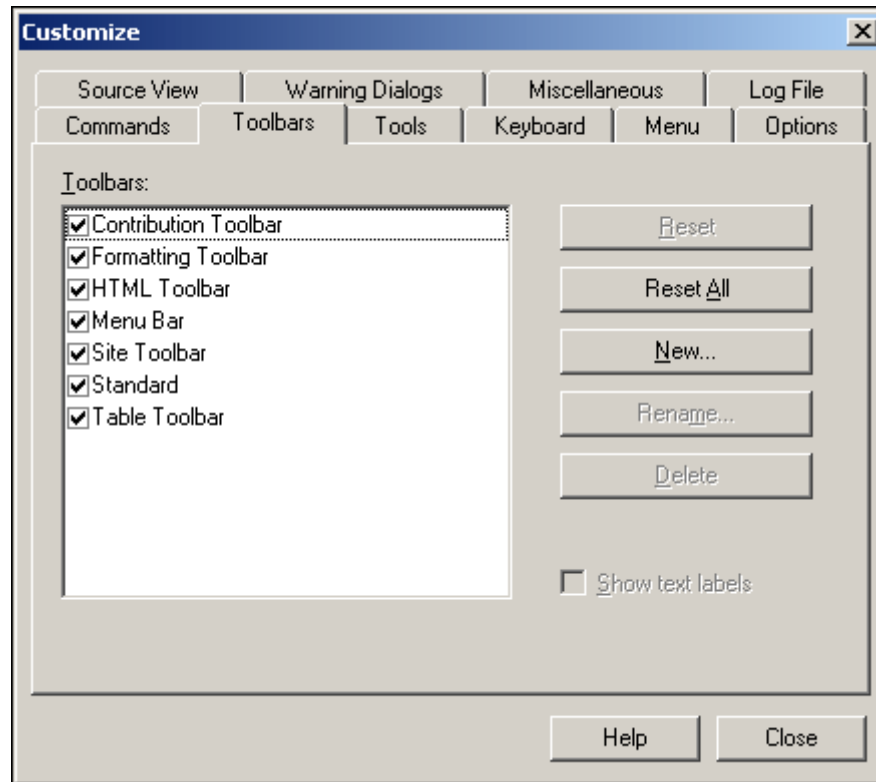 Customize
Source View Warning Dialogs Miscellaneous Log File
Commands Toolbars Tools Keyboard Menu Options
Toolbars:
Contribution Toolbar
Formatting Toolbar
HTML Toolbar
Menu Bar
Site Toolbar
Standard
Table Toolbar
Reset
Reset All
New...
Rename...
Delete
Show text labels
Help Close